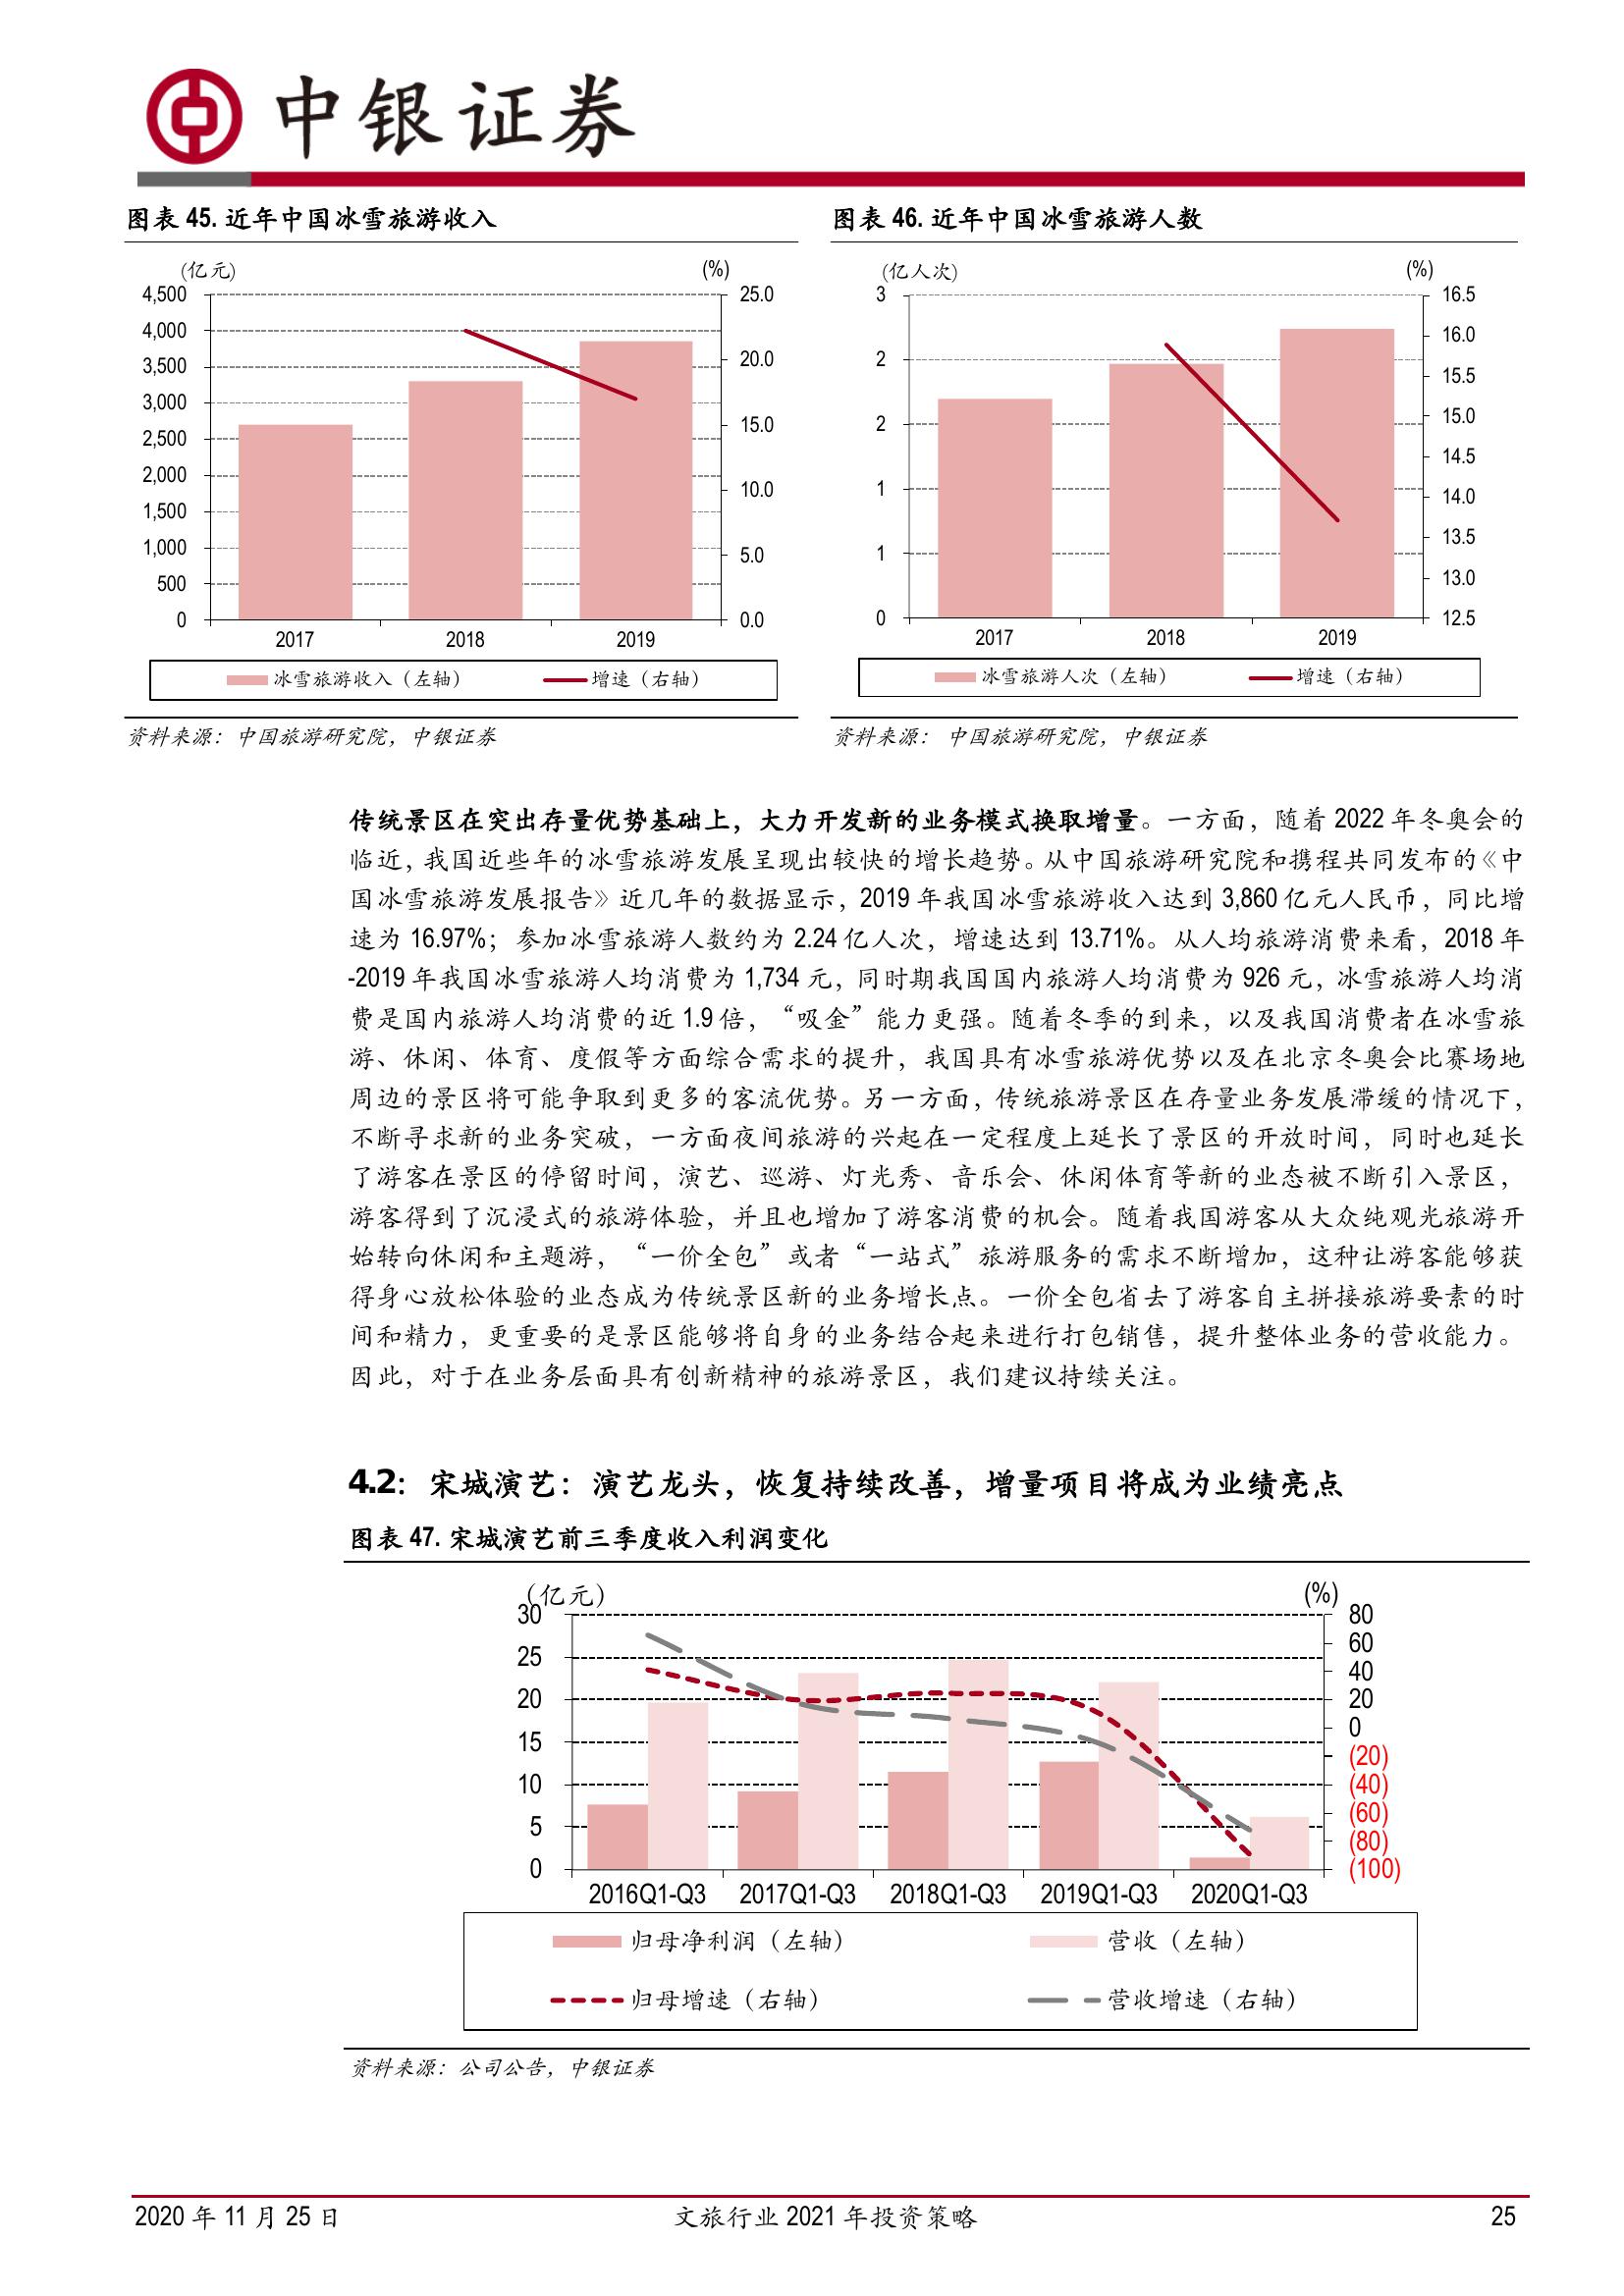 中银证券
图表 45. 近年中国冰雪旅游收入
(亿元)
(%)
4,500
4,000
3,500
3,000
2,500
2,000
1,500
1,000
500
0
25.0
20.0
15.0
10.0
5.0
0.0
2017
2018
2019
冰雪旅游收入（左轴）
增速（右轴）
资料来源：中国旅游研究院，中银证券
图表 46. 近年中国冰雪旅游人数
(亿人次)
(%)
3
2
2
1
1
0
16.5
16.0
15.5
15.0
14.5
14.0
13.5
13.0
12.5
2017
2018
2019
冰雪旅游人次（左轴）
增速（右轴）
资料来源： 中国旅游研究院，中银证券
传统景区在突出存量优势基础上，大力开发新的业务模式换取增量。一方面，随着 2022 年冬奥会的
临近，我国近些年的冰雪旅游发展呈现出较快的增长趋势。从中国旅游研究院和携程共同发布的《中
国冰雪旅游发展报告》近几年的数据显示，2019 年我国冰雪旅游收入达到 3,860 亿元人民币，同比增
速为 16.97%；参加冰雪旅游人数约为 2.24 亿人次，增速达到 13.71%。从人均旅游消费来看，2018 年
-2019 年我国冰雪旅游人均消费为 1,734 元，同时期我国国内旅游人均消费为 926 元，冰雪旅游人均消
费是国内旅游人均消费的近 1.9 倍，“吸金”能力更强。随着冬季的到来，以及我国消费者在冰雪旅
游、休闲、体育、度假等方面综合需求的提升，我国具有冰雪旅游优势以及在北京冬奥会比赛场地
周边的景区将可能争取到更多的客流优势。另一方面，传统旅游景区在存量业务发展滞缓的情况下，
不断寻求新的业务突破，一方面夜间旅游的兴起在一定程度上延长了景区的开放时间，同时也延长
了游客在景区的停留时间，演艺、巡游、灯光秀、音乐会、休闲体育等新的业态被不断引入景区，
游客得到了沉浸式的旅游体验，并且也增加了游客消费的机会。随着我国游客从大众纯观光旅游开
始转向休闲和主题游，“一价全包”或者“一站式”旅游服务的需求不断增加，这种让游客能够获
得身心放松体验的业态成为传统景区新的业务增长点。一价全包省去了游客自主拼接旅游要素的时
间和精力，更重要的是景区能够将自身的业务结合起来进行打包销售，提升整体业务的营收能力。
因此，对于在业务层面具有创新精神的旅游景区，我们建议持续关注。
4.2：宋城演艺：演艺龙头，恢复持续改善，增量项目将成为业绩亮点
图表 47. 宋城演艺前三季度收入利润变化
（亿元）
(%)
30
25
20
15
10
5
0
80
60
40
20
0
(20)
(40)
(60)
(80)
(100)
2016Q1-Q3
2017Q1-Q3
2018Q1-Q3
2019Q1-Q3
2020Q1-Q3
归母净利润（左轴）
营收（左轴）
归母增速（右轴）
营收增速（右轴）
资料来源：公司公告，中银证券
2020 年 11 月 25 日
文旅行业 2021 年投资策略
25